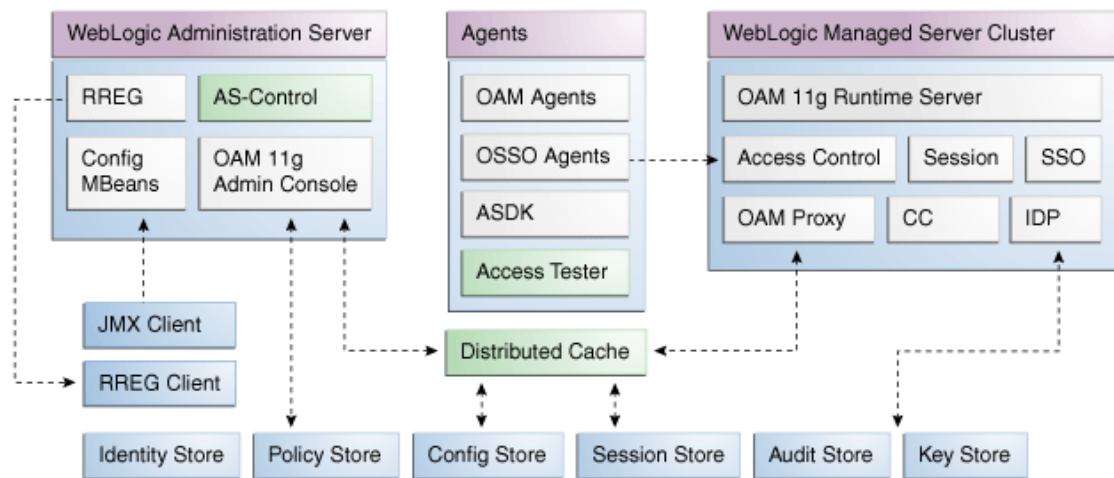 WebLogic Administration Server
RREG
AS-Control
Config
MBeans
OAM 11g
Admin Console
JMX Client
RREG Client
Agents
OAM Agents
OSSO Agents
ASDK
Access Tester
Distributed Cache
WebLogic Managed Server Cluster
OAM 11g Runtime Server
Access Control
Session
SSO
OAM Proxy
CC
IDP
Identity Store
Policy Store
Config Store
Session Store
Audit Store
Key Store